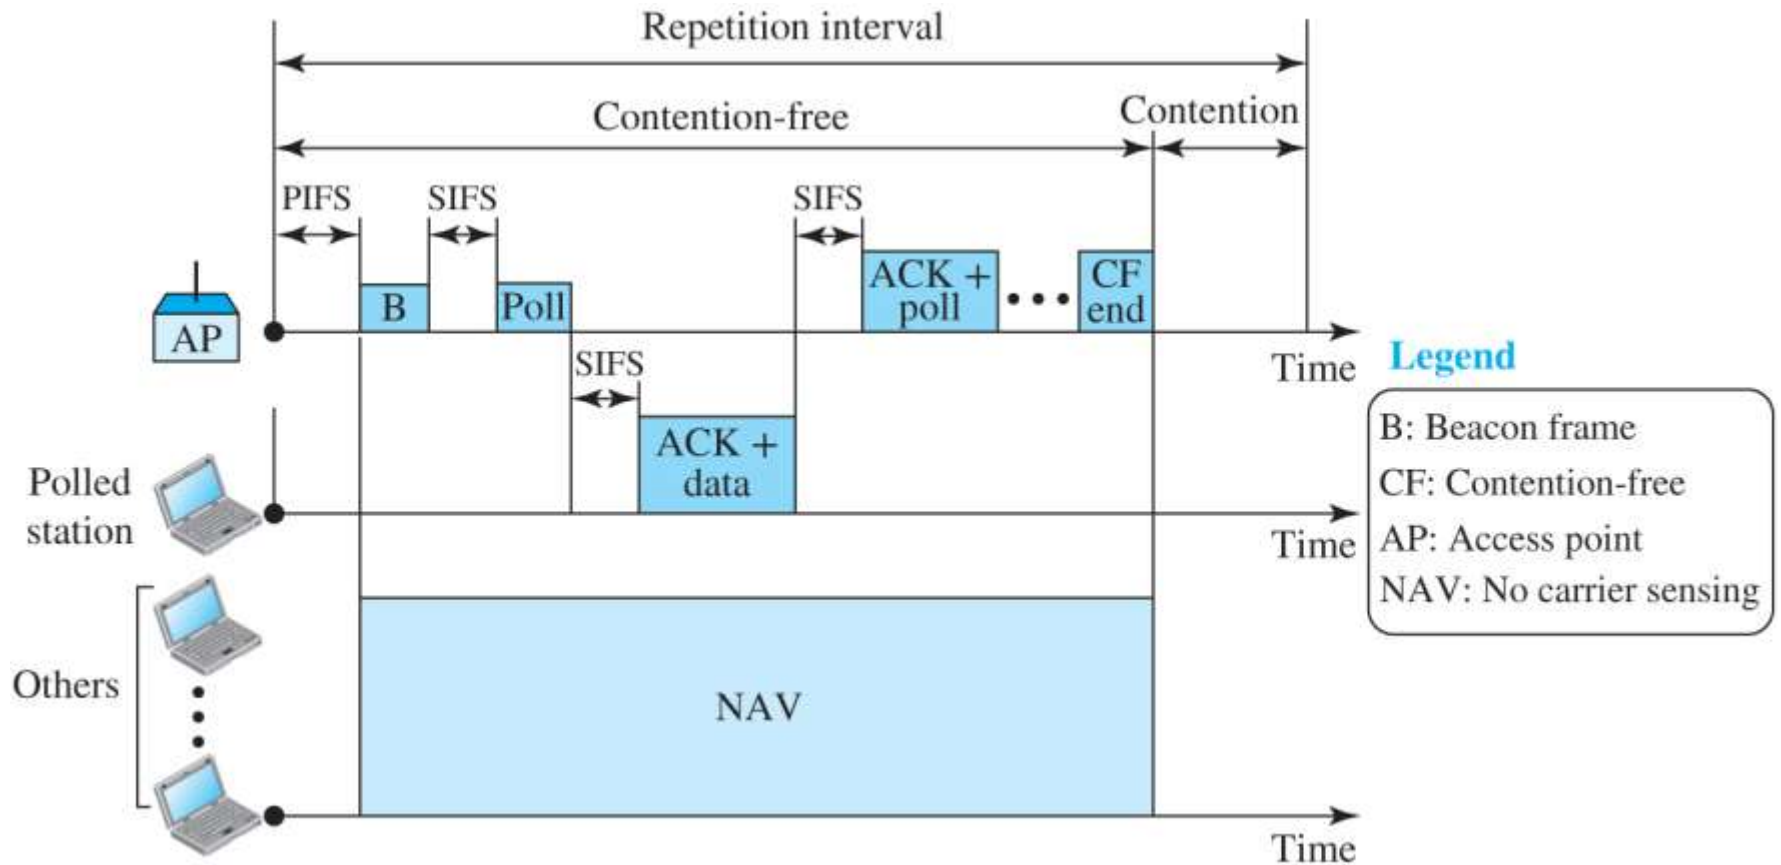 Repetition interval
Contention-free
Contention
PIFS
SIFS
SIFS
B
Poll
ACK +
poll
CF
end
AP
Time
SIFS
ACK +
data
Polled
station
Time
Others
NAV
Time
Legend
B: Beacon frame
CF: Contention-free
AP: Access point
NAV: No carrier sensing